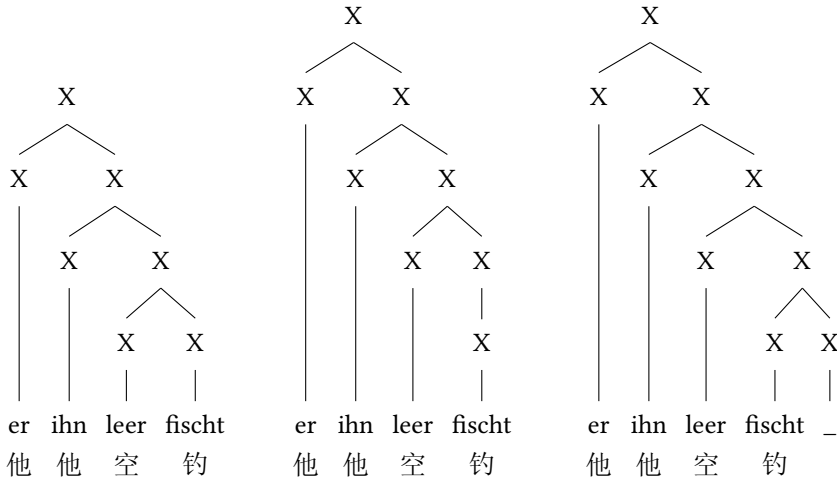 X X
X
X X X X
X X
X X X X
X X
X X X X
X X
X X X X
er ihn leer fischt er ihn leer fischt er ihn leer fischt _
他 他 空 钓 他 他 空 钓 他 他 空 钓